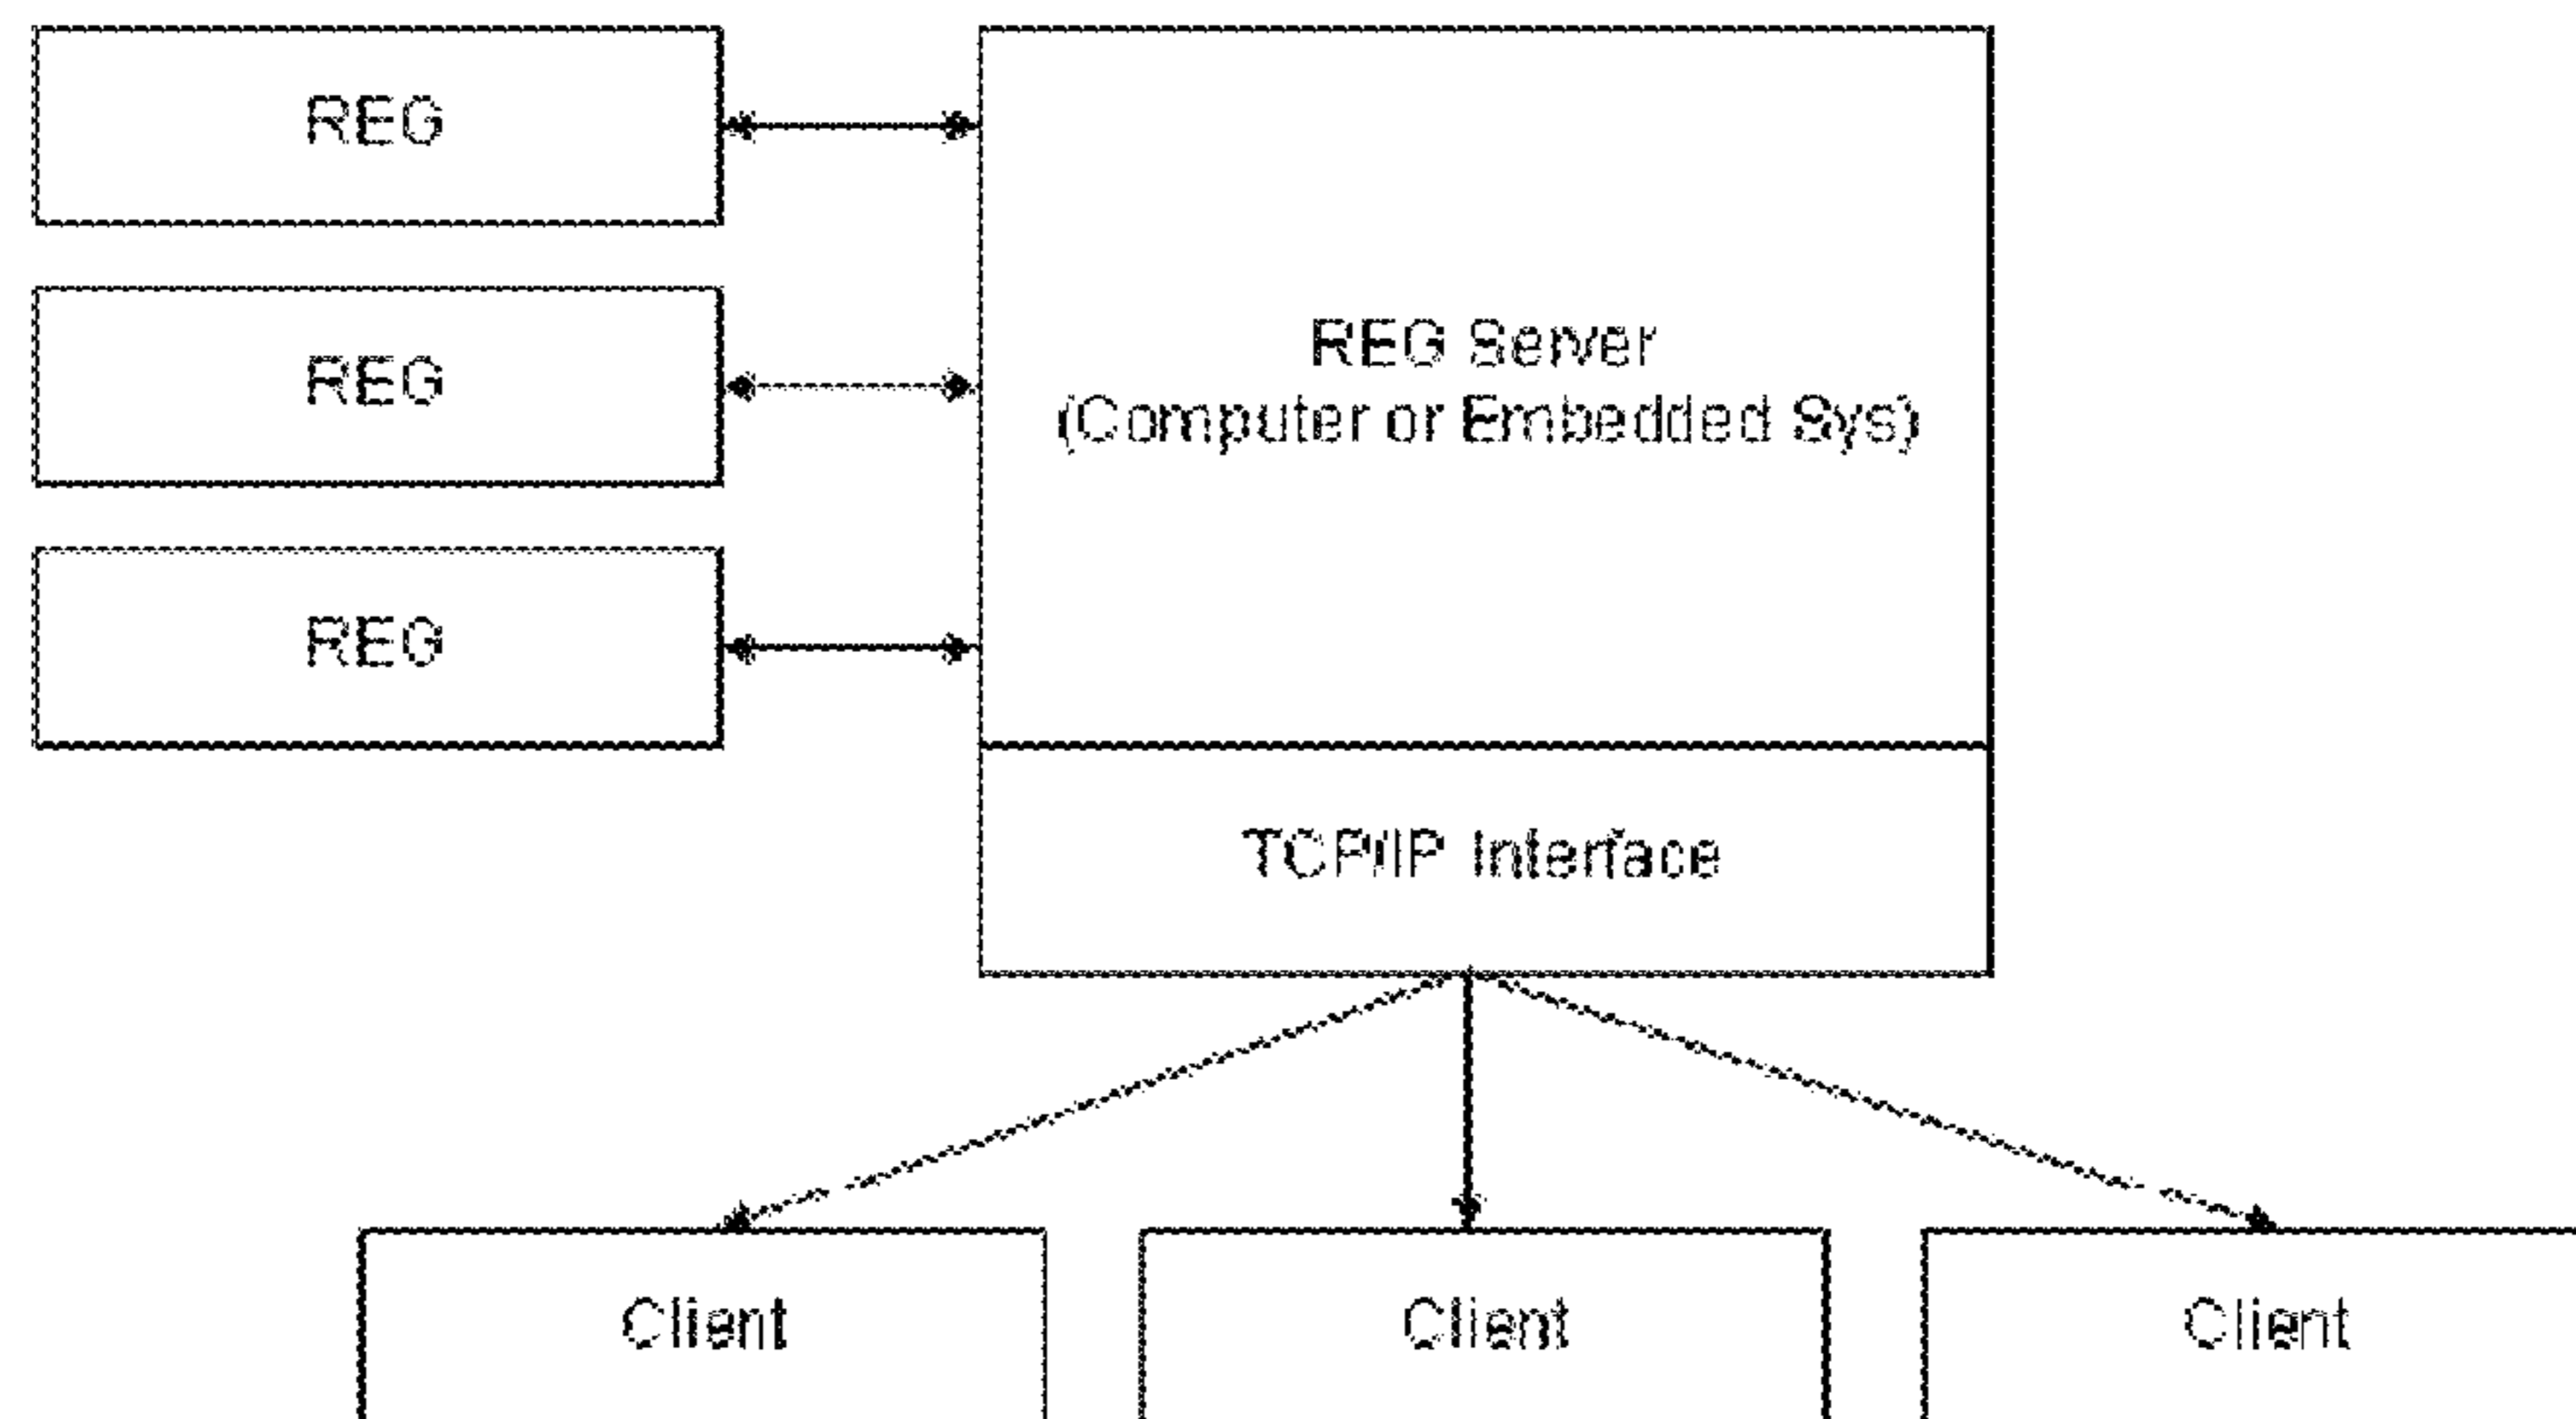 REG
REG
REG
REG Server
(Computer or Embedded Sys)
TCP/IP Interface
Client
Client
Client